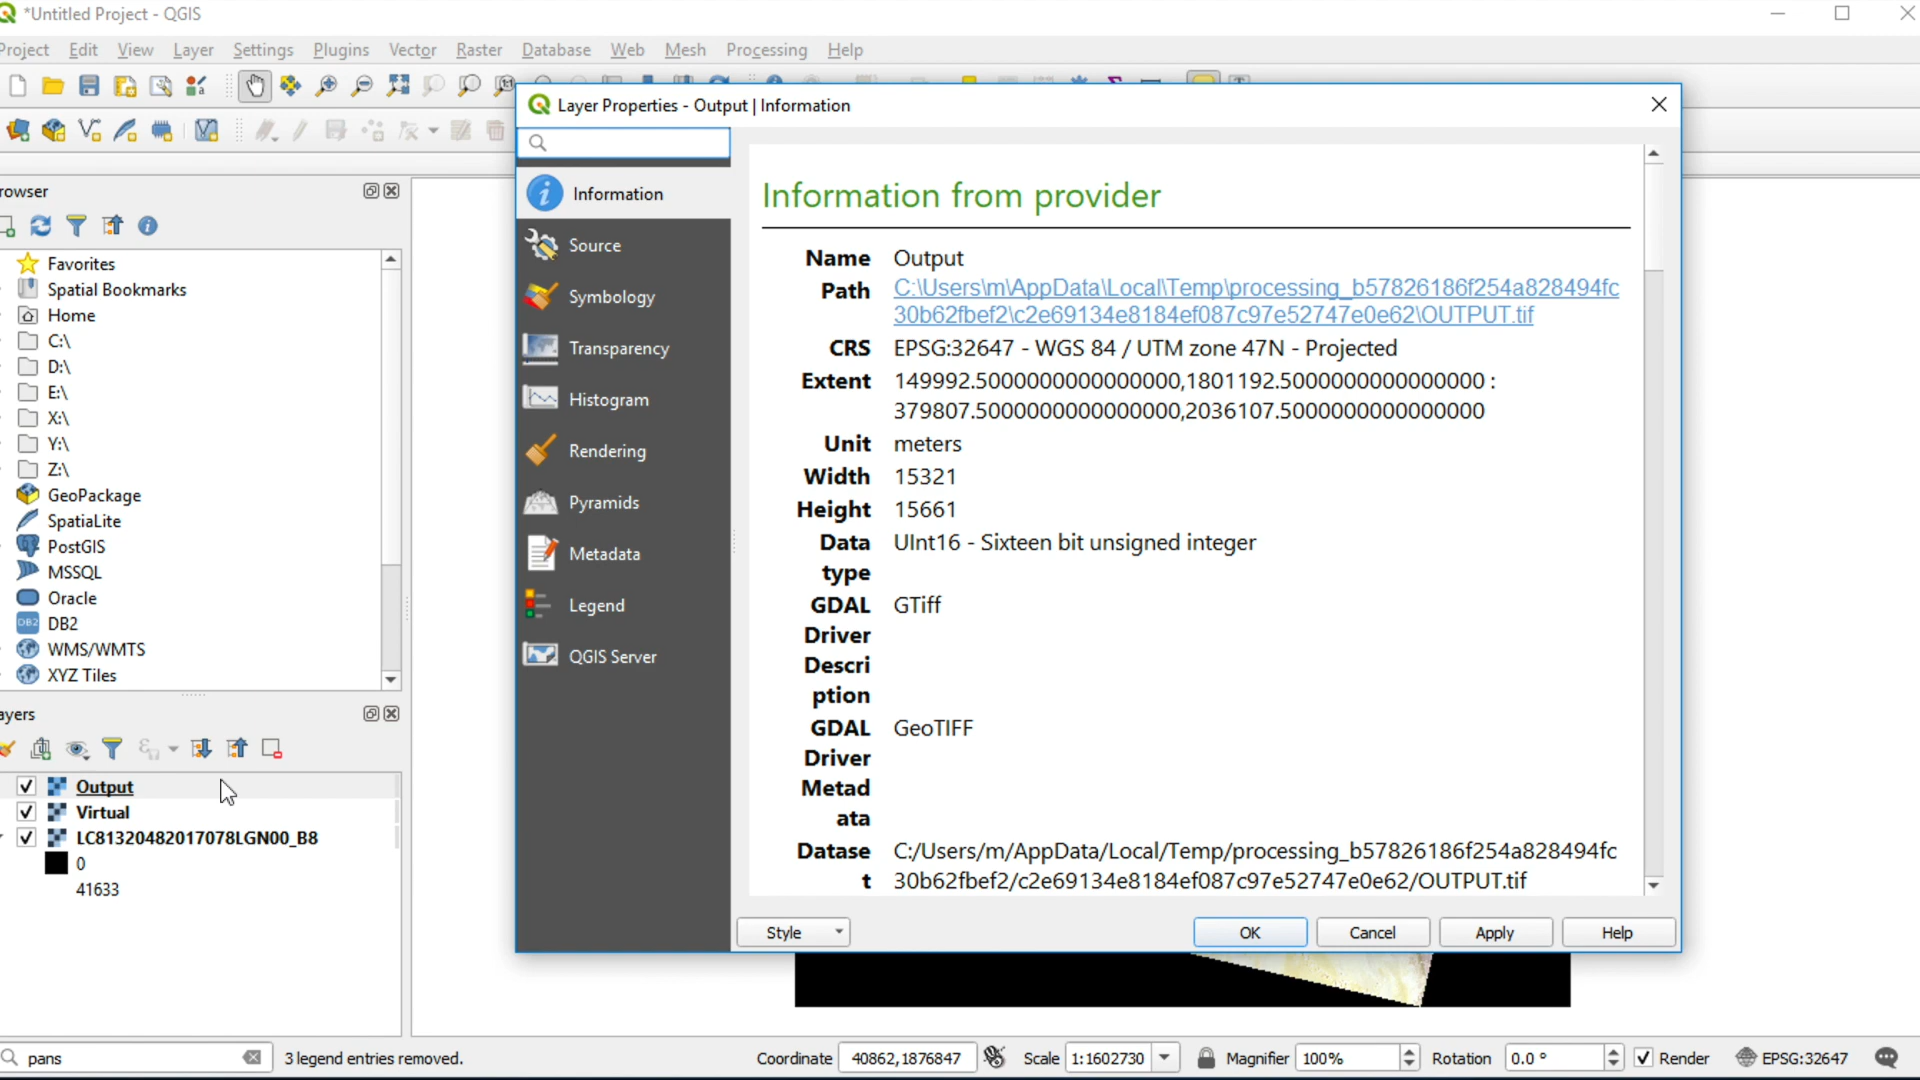 *Untitled Project - QGIS
Project Edit View Layer Settings Plugins Vector Raster Database Web Mesh Processing Help
Layer Properties - Output | Information
Information
Source
Symbology
Transparency
Histogram
Rendering
Pyramids
Metadata
Legend
QGIS Server
Information from provider
Name Output
Path C:\Users\m\AppData\Local\Temp\processing_b57826186f254a828494fc
30b62fbef2\c2e69134e8184ef087c97e52747e0e62\OUTPUT.tif
CRS EPSG:32647 - WGS 84 / UTM zone 47N - Projected
Extent 149992.5000000000000000,1801192.5000000000000000 :
379807.5000000000000000,2036107.5000000000000000
Unit meters
Width 15321
Height 15661
Data UInt16 - Sixteen bit unsigned integer
type
GDAL GTiff
Driver
Descri
ption
GDAL GeoTIFF
Driver
Metad
ata
Datase C:/Users/m/AppData/Local/Temp/processing_b57826186f254a828494fc
t 30b62fbef2/c2e69134e8184ef087c97e52747e0e62/OUTPUT.tif
Style OK Cancel Apply Help
rowser
Favorites
Spatial Bookmarks
Home
C:\
D:\
E:\
X:\
Y:\
Z:\
GeoPackage
SpatiaLite
PostGIS
MSSQL
Oracle
DB2
WMS/WMTS
XYZ Tiles
ayers
Output
Virtual
LC81320482017078LGN00_B8
0
41633
pans 3 legend entries removed. Coordinate 40862,1876847 Scale 1:1602730 Magnifier 100% Rotation 0.0 ° Render EPSG:32647